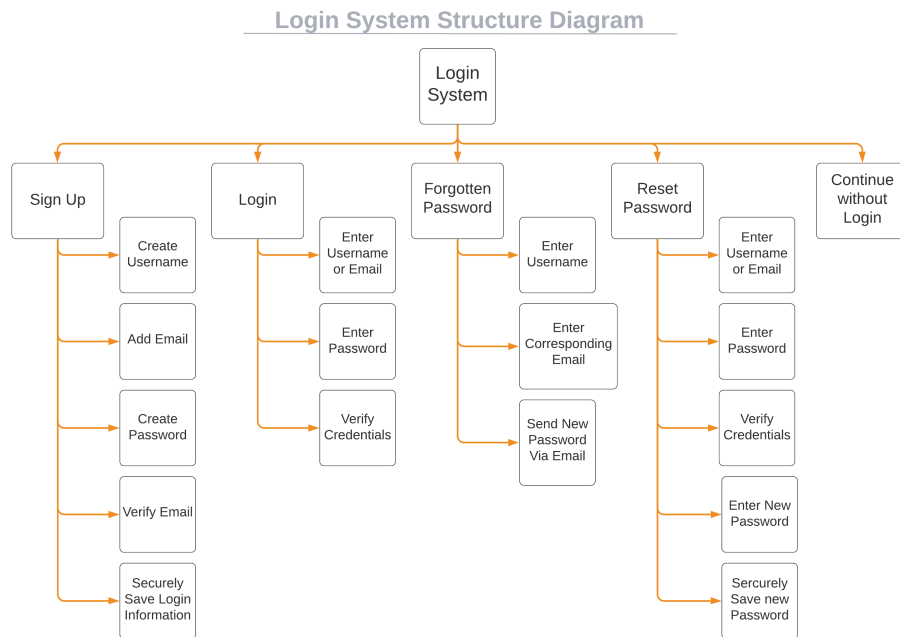 Login System Structure Diagram
Login
System
Sign Up
Login
Forgotten
Password
Reset
Password
Continue
without
Login
Create
Username
Add Email
Create
Password
Verify Email
Securely
Save Login
Information
Enter
Username
or Email
Enter
Password
Verify
Credentials
Enter
Username
Enter
Corresponding
Email
Send New
Password
Via Email
Enter
Username
or Email
Enter
Password
Verify
Credentials
Enter New
Password
Sercurely
Save new
Password